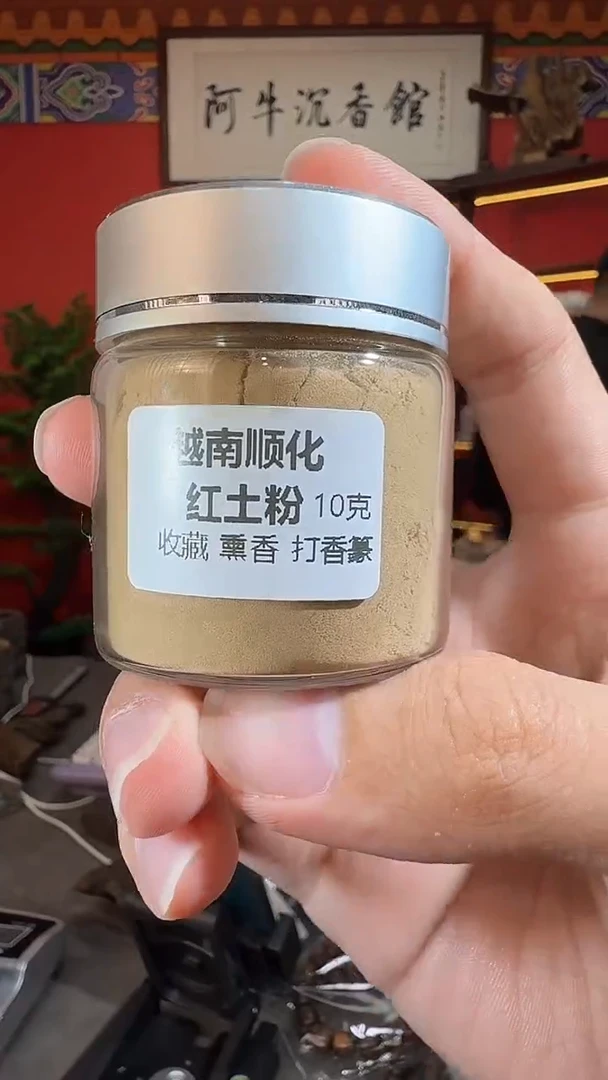 阿牛沉香館
越南顺化
红土粉 10克
收藏 熏香 打香篆